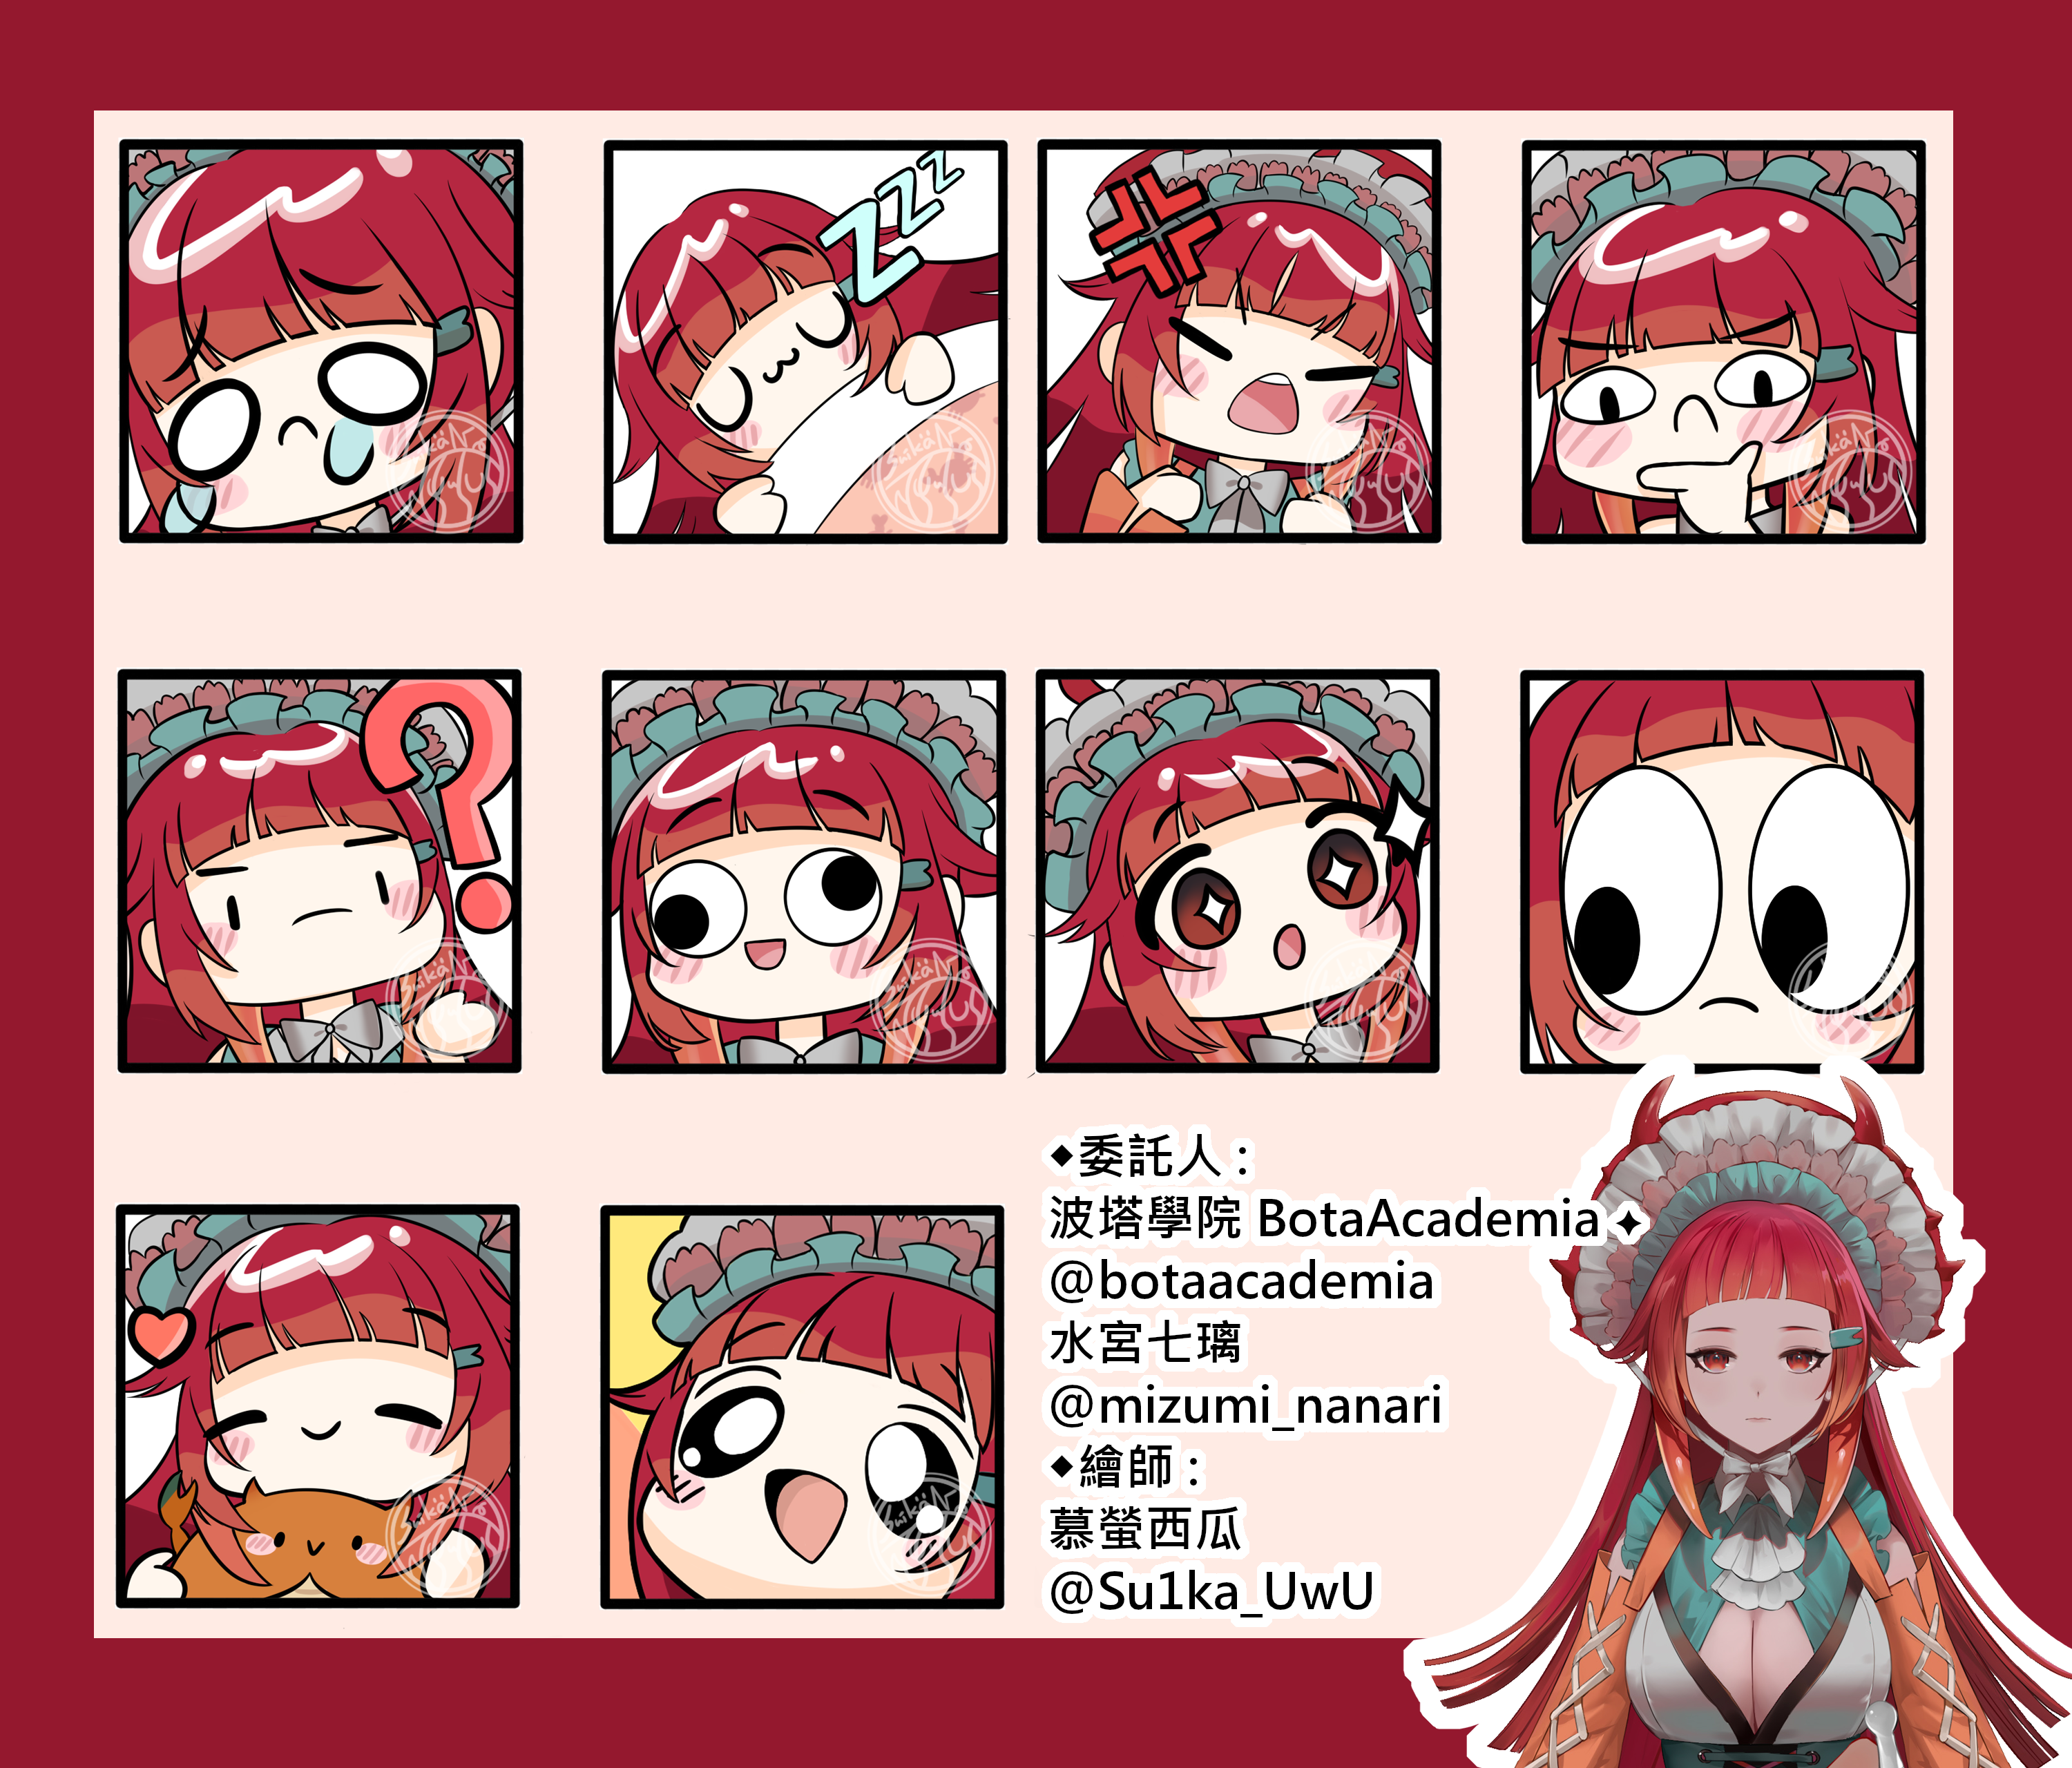 zzz
?
◆委託人：
波塔學院 BotaAcademia✦
@botaacademia
水宮七璃
@mizumi_nanari
◆繪師：
慕螢西瓜
@Su1ka_UwU